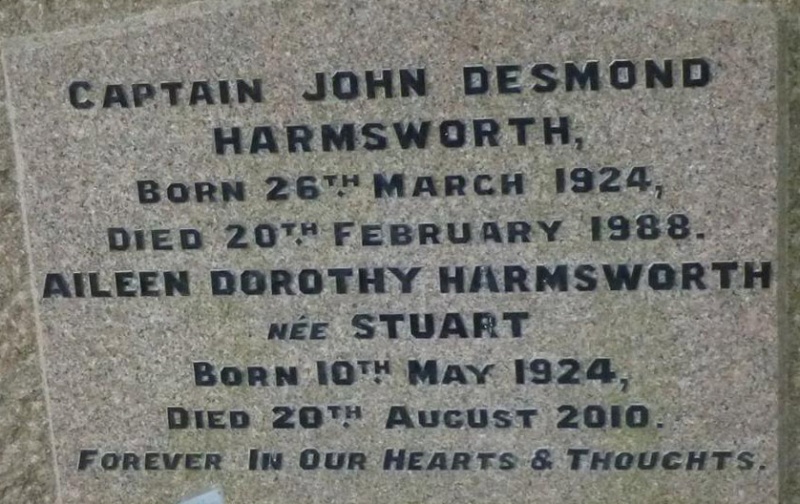 CAPTAIN JOHN DESMOND
HARMSWORTH,
BORN 26TH MARCH 1924,
DIED 20TH FEBRUARY 1988.
AILEEN DOROTHY HARMSWORTH
NÉE STUART
BORN 10TH MAY 1924,
DIED 20TH AUGUST 2010.
FOREVER IN OUR HEARTS & THOUGHTS.